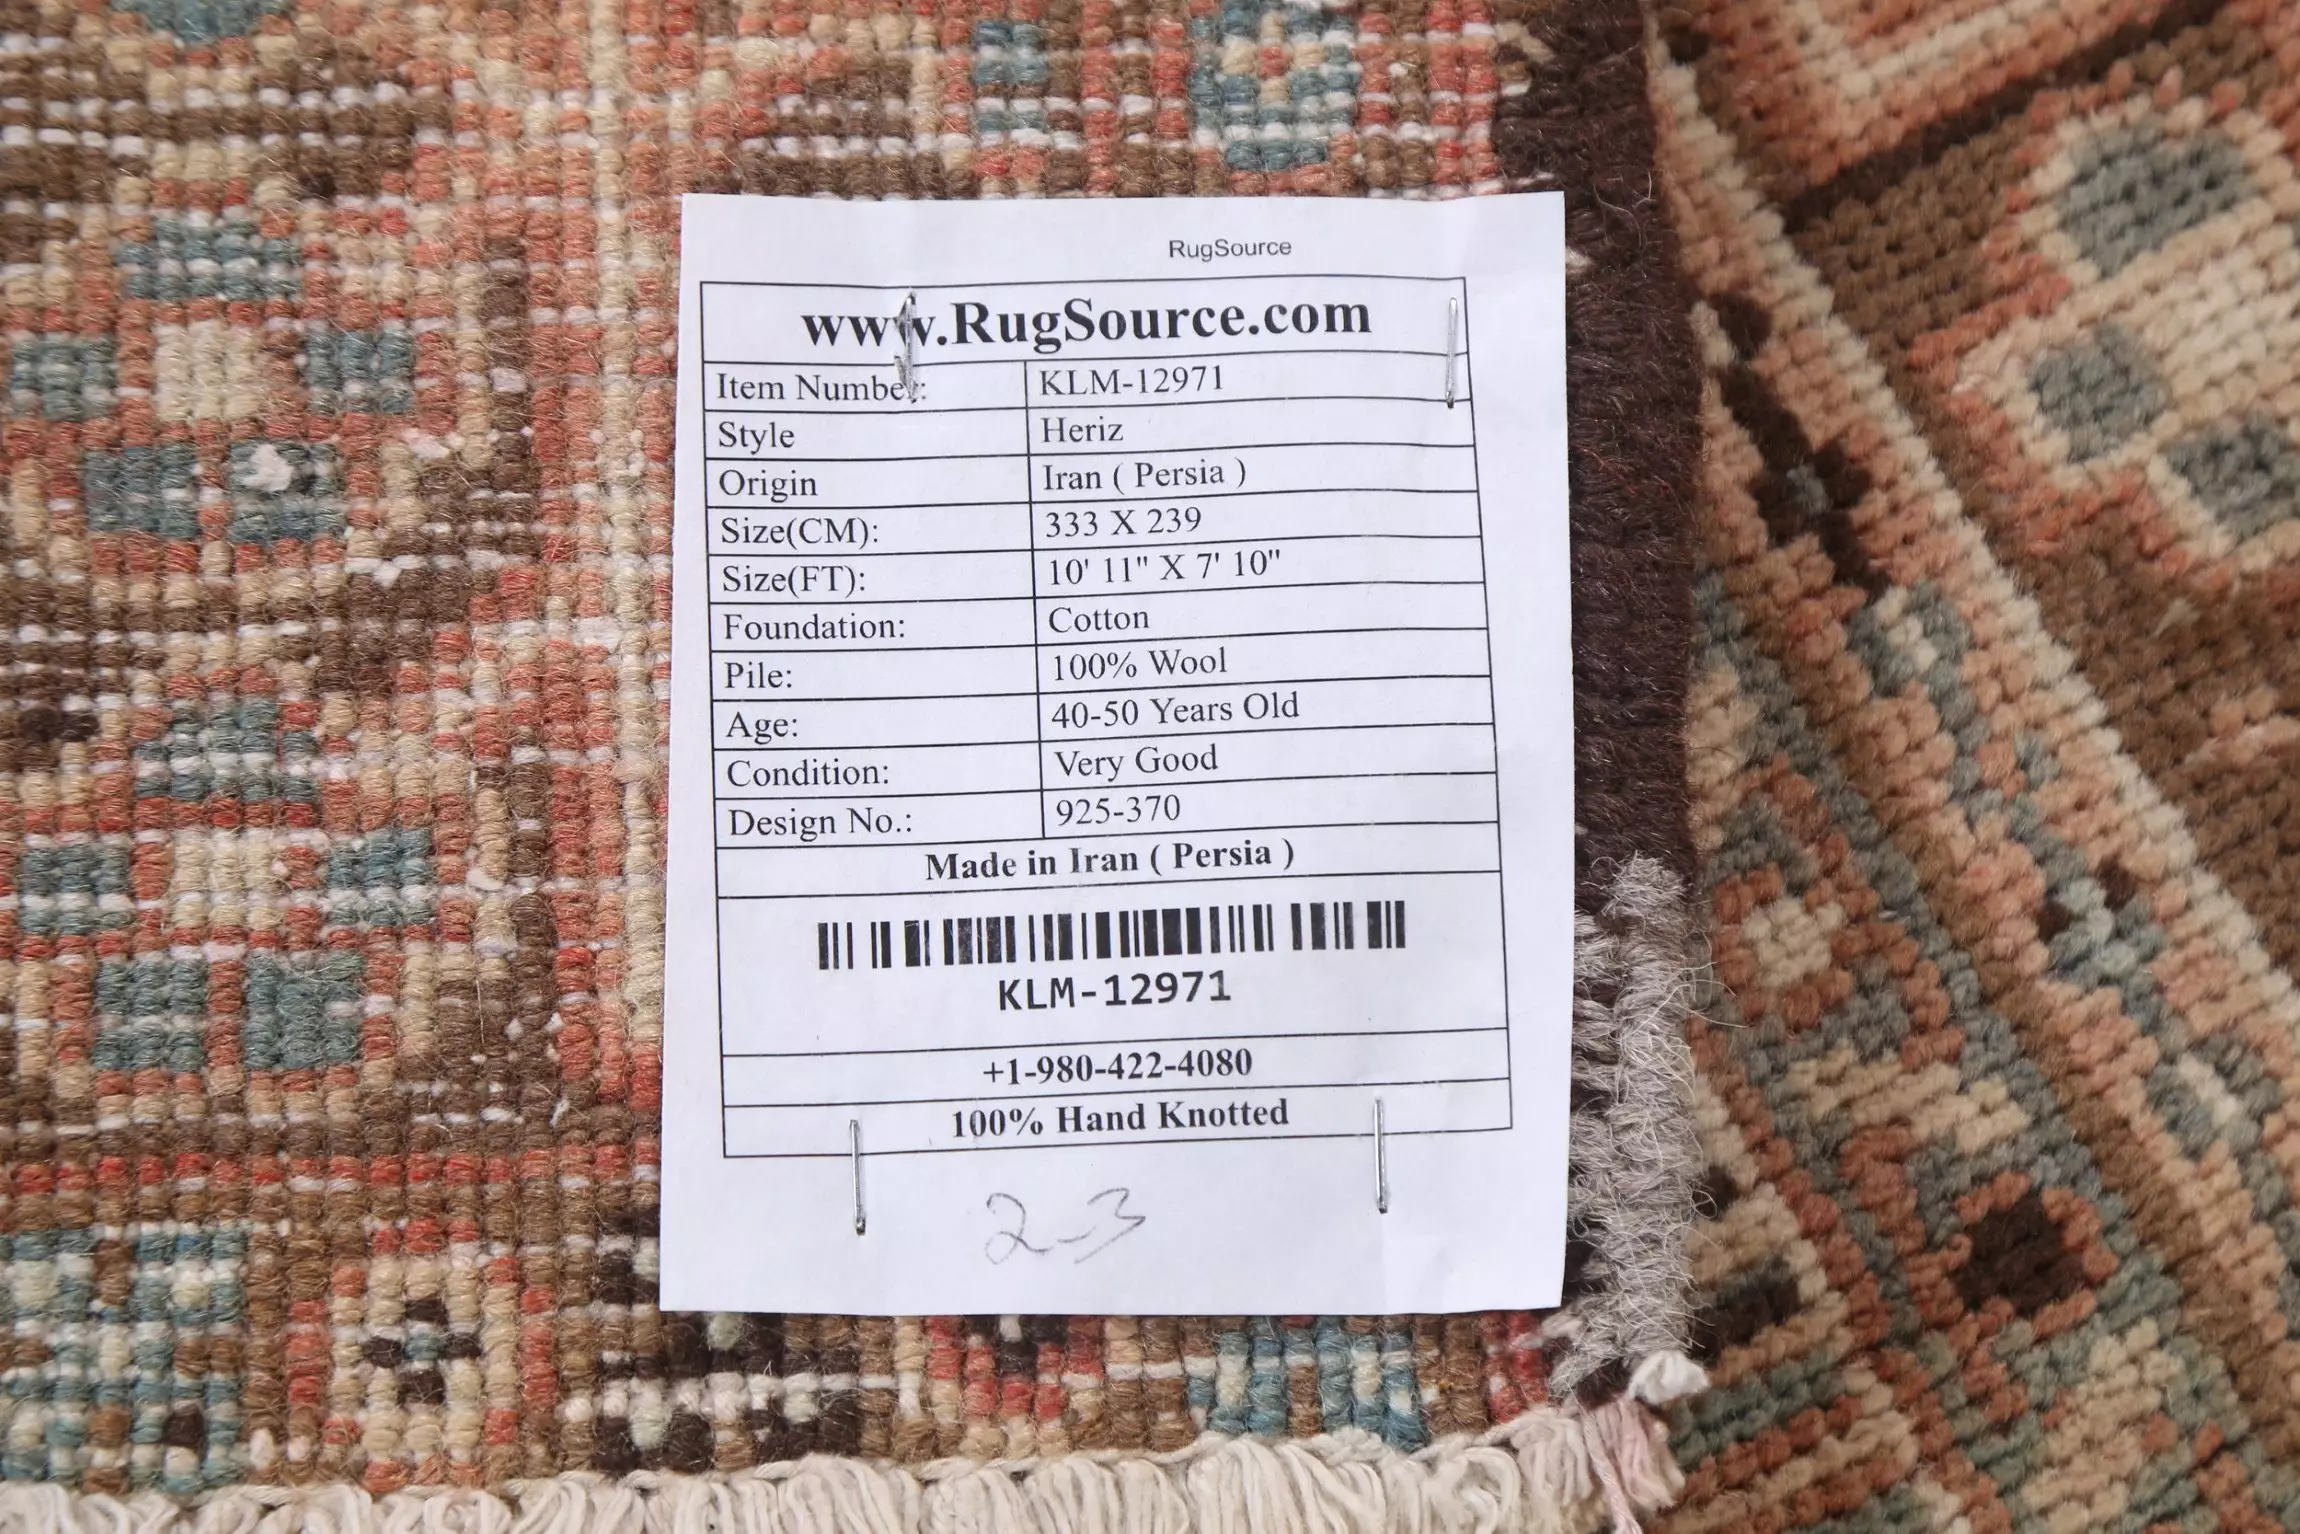 RugSource
www.RugSource.com
Item Number: KLM-12971
Style Heriz
Origin Iran ( Persia )
Size(CM): 333 X 239
Size(FT): 10' 11" X 7' 10"
Foundation: Cotton
Pile: 100% Wool
Age: 40-50 Years Old
Condition: Very Good
Design No.: 925-370
Made in Iran ( Persia )
KLM-12971
+1-980-422-4080
100% Hand Knotted
2-3